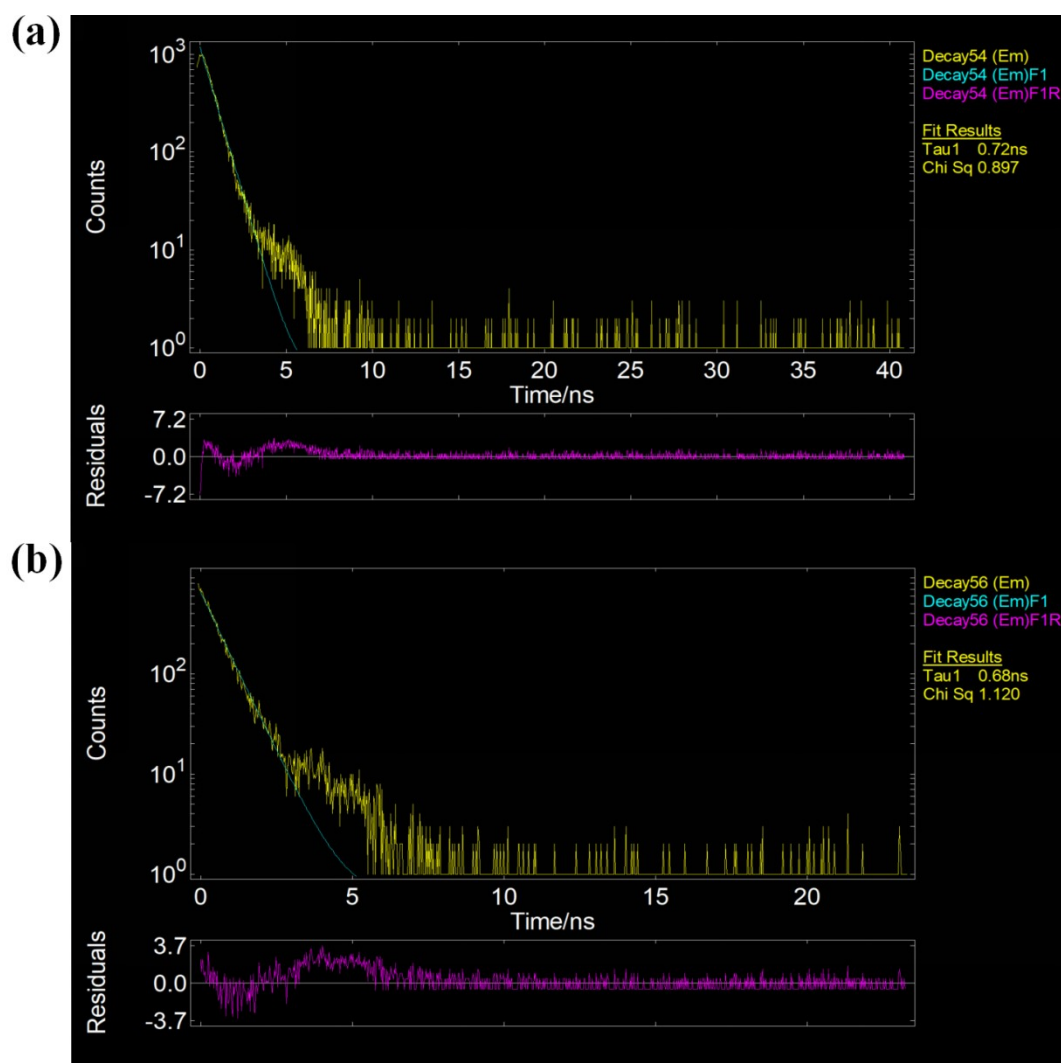 (a)
10³
10²
10¹
10⁰
Counts
0 5 10 15 20 25 30 35 40
Time/ns
Decay54 (Em)
Decay54 (Em)F1
Decay54 (Em)F1R
Fit Results
Tau1 0.72ns
Chi Sq 0.897
7.2
0.0
-7.2
Residuals
(b)
10²
10¹
10⁰
Counts
0 5 10 15 20
Time/ns
Decay56 (Em)
Decay56 (Em)F1
Decay56 (Em)F1R
Fit Results
Tau1 0.68ns
Chi Sq 1.120
3.7
0.0
-3.7
Residuals